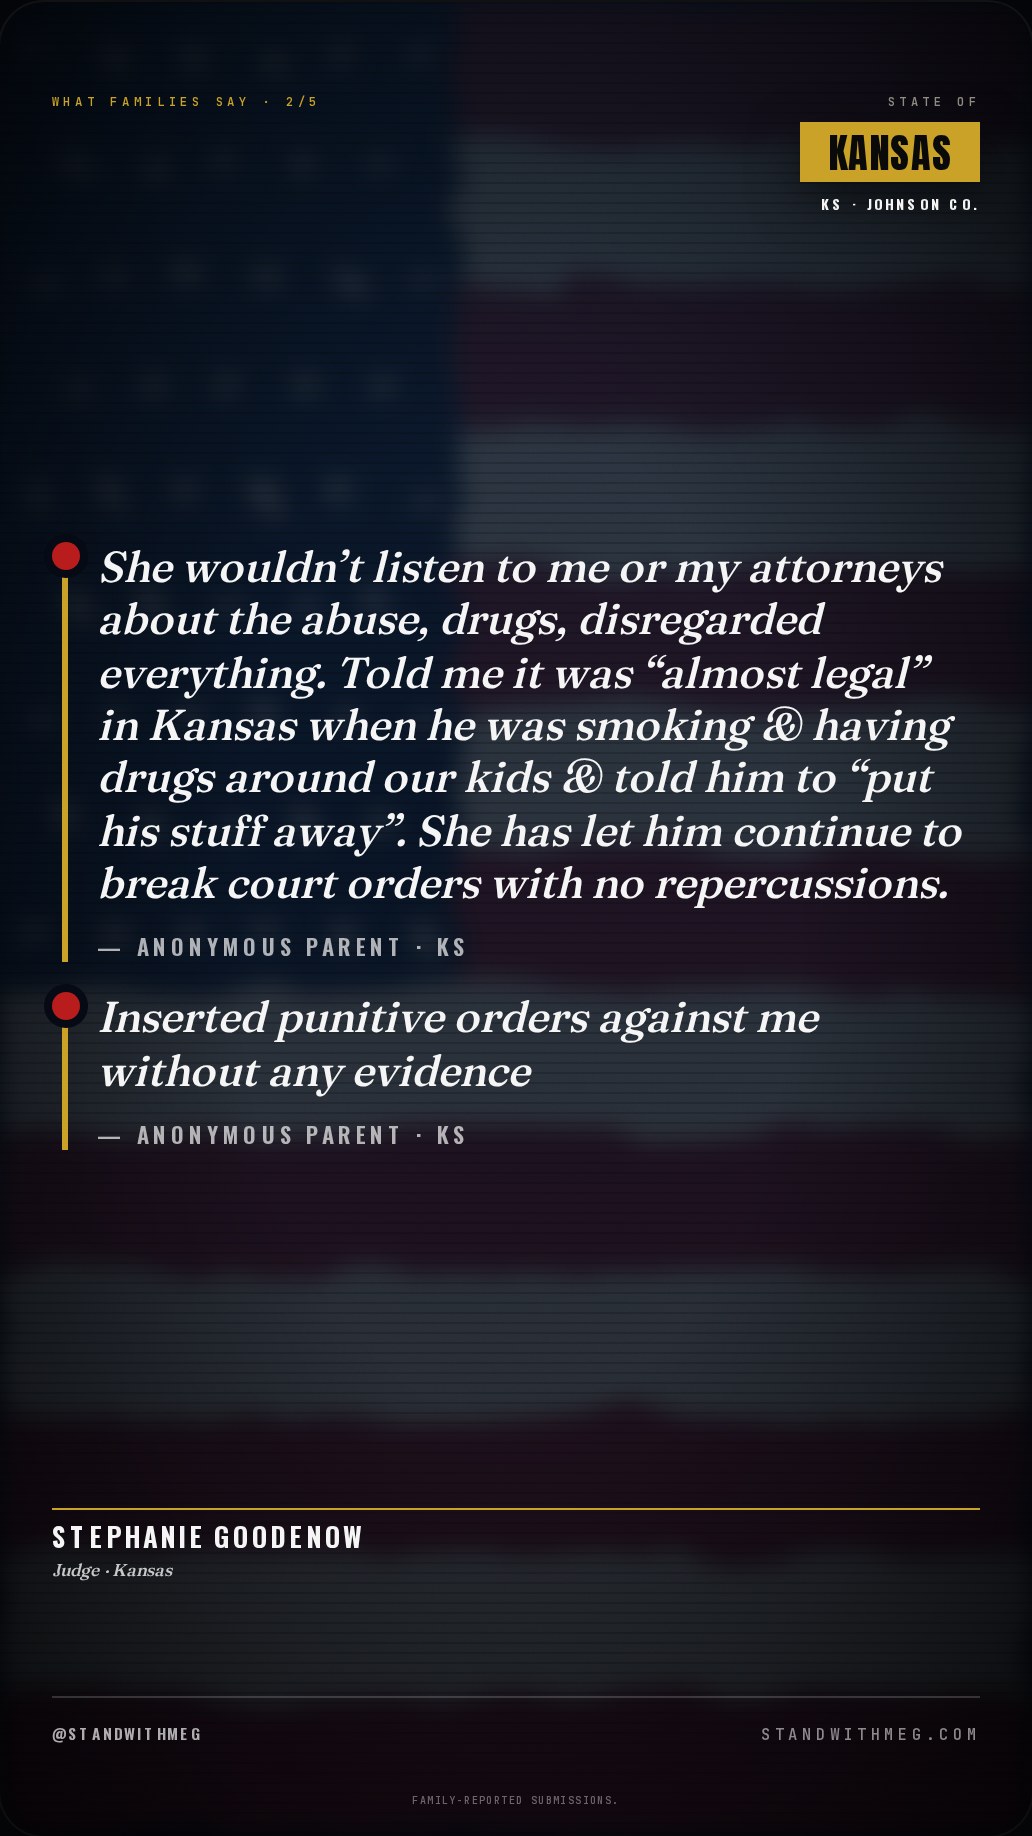 WHAT FAMILIES SAY · 2/5
STATE OF
KANSAS
KS · JOHNSON CO.
She wouldn’t listen to me or my attorneys
about the abuse, drugs, disregarded
everything. Told me it was “almost legal”
in Kansas when he was smoking & having
drugs around our kids & told him to “put
his stuff away”. She has let him continue to
break court orders with no repercussions.
— ANONYMOUS PARENT · KS
Inserted punitive orders against me
without any evidence
— ANONYMOUS PARENT · KS
STEPHANIE GOODENOW
Judge · Kansas
@STANDWITHMEG
STANDWITHMEG.COM
FAMILY-REPORTED SUBMISSIONS.